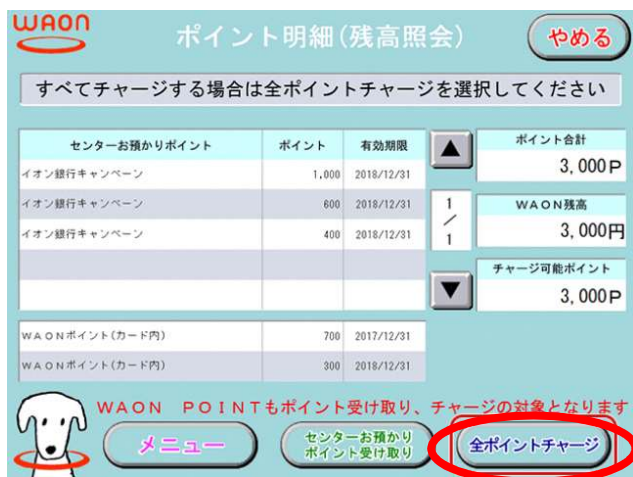 WAON
ポイント明細(残高照会)
やめる
すべてチャージする場合は全ポイントチャージを選択してください
センターお預かりポイント ポイント 有効期限
イオン銀行キャンペーン 1,000 2018/12/31
イオン銀行キャンペーン 600 2018/12/31
イオン銀行キャンペーン 400 2018/12/31
WAONポイント(カード内) 700 2017/12/31
WAONポイント(カード内) 300 2018/12/31
▲
1
/
1
▼
ポイント合計
3,000P
WAON残高
3,000円
チャージ可能ポイント
3,000P
WAON POINTもポイント受け取り、チャージの対象となります
メニュー
センターお預かり
ポイント受け取り
全ポイントチャージ